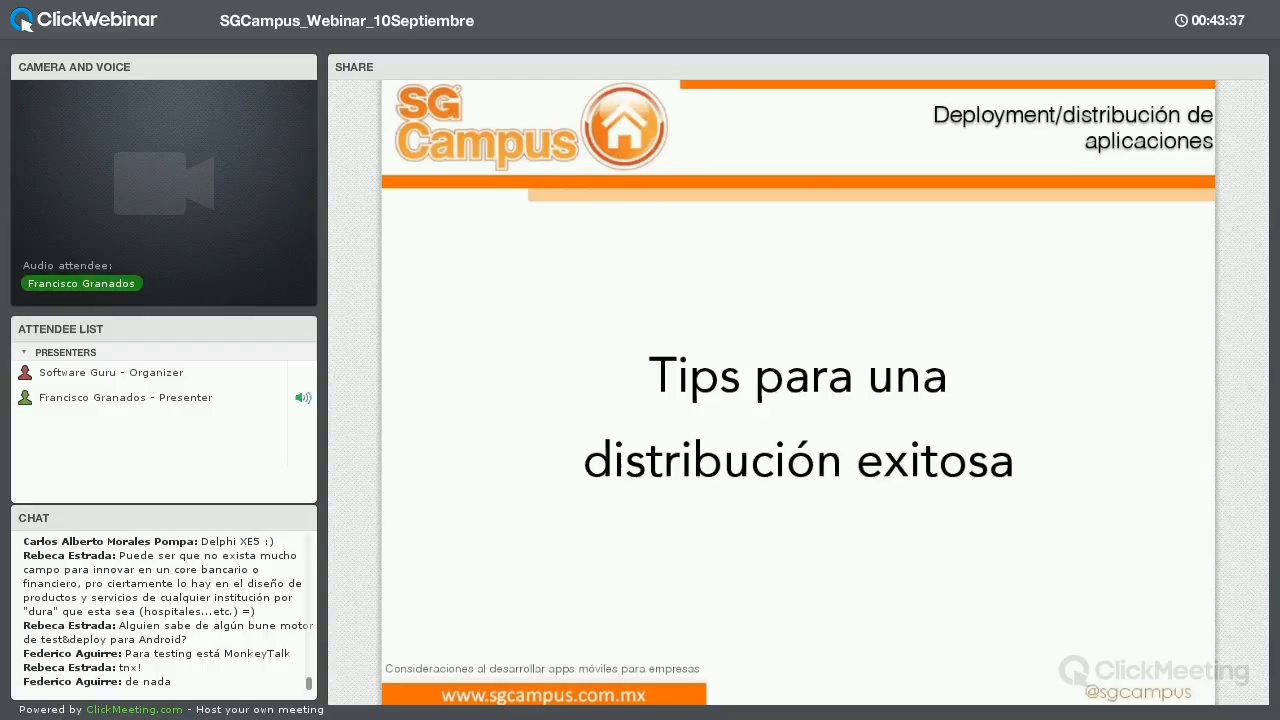 ClickWebinar
SGCampus_Webinar_10Septiembre
00:43:37
CAMERA AND VOICE
Audio attendee:
Francisco Granados
ATTENDEE LIST
PRESENTERS
Software Guru - Organizer
Francisco Granados - Presenter
CHAT
Carlos Alberto Morales Pompa: Delphi XE5 :)
Rebeca Estrada: Puede ser que no exista mucho
campo para innovar en un core bancario o
financiero, pro ciertamente lo hay en el diseño de
productos y servicios de cualquier institución por
"dura" que esta sea (hospitales...etc.) =)
Rebeca Estrada: Alguien sabe de algún bune motor
de test&deploy para Android?
Federico Aguirre: Para testing está MonkeyTalk
Rebeca Estrada: tnx!
Federico Aguirre: de nada
Powered by ClickMeeting.com - Host your own meeting
SHARE
SG
Campus
Deployment/distribución de
aplicaciones
Tips para una
distribución exitosa
Consideraciones al desarrollar apps móviles para empresas
www.sgcampus.com.mx
ClickMeeting
@sgcampus